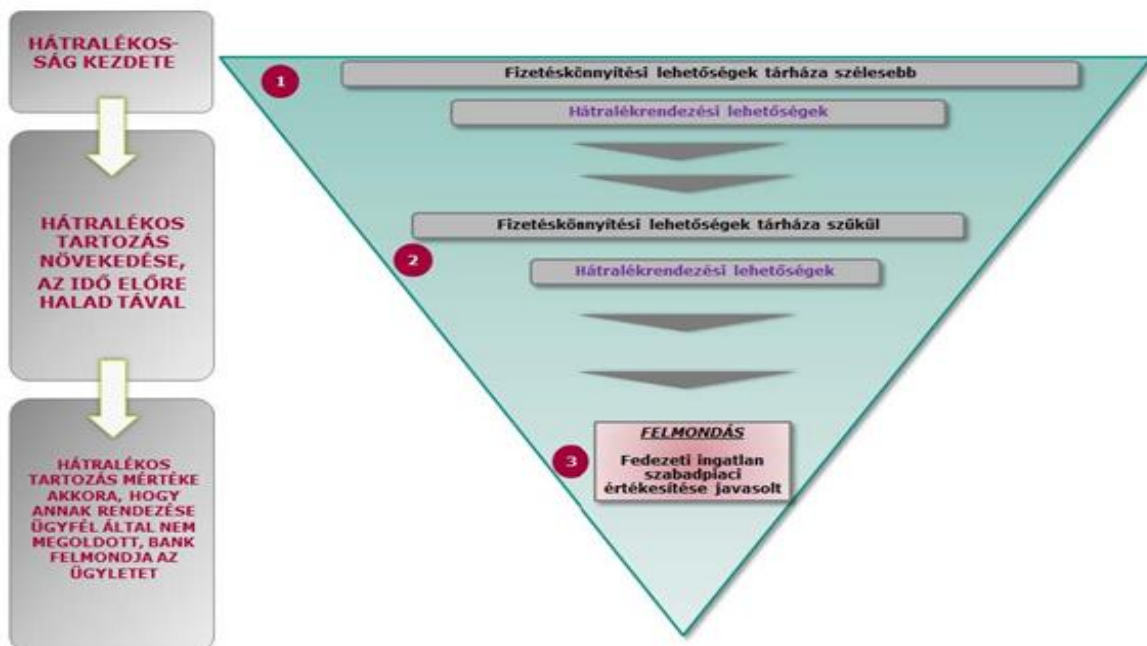 HÁTRALÉKOS-
SÁG KEZDETE
HÁTRALÉKOS
TARTOZÁS
NÖVEKEDÉSE,
AZ IDŐ ELŐRE
HALAD TÁVAL
HÁTRALÉKOS
TARTOZÁS MÉRTÉKE
AKKORA, HOGY
ANNAK RENDEZÉSE
ÜGYFÉL ÁLTAL NEM
MEGOLDOTT, BANK
FELMONDJA AZ
ÜGYLETET
1
Fizetéskönnyítési lehetőségek tárháza szélesebb
Hátralékrendezési lehetőségek
Fizetéskönnyítési lehetőségek tárháza szűkül
2
Hátralékrendezési lehetőségek
3
FELMONDÁS
Fedezeti ingatlan
szabadpiaci
értékesítése javasolt